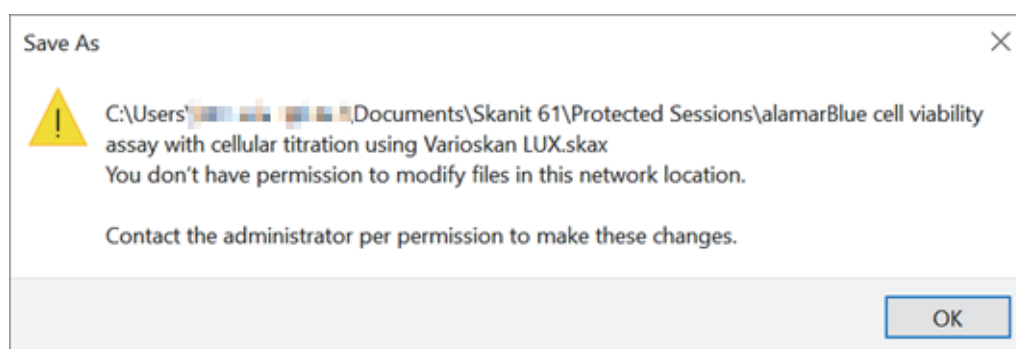 Save As
C:\Users\ \Documents\Skanit 61\Protected Sessions\alamarBlue cell viability
assay with cellular titration using Varioskan LUX.skax
You don’t have permission to modify files in this network location.
Contact the administrator per permission to make these changes.
OK